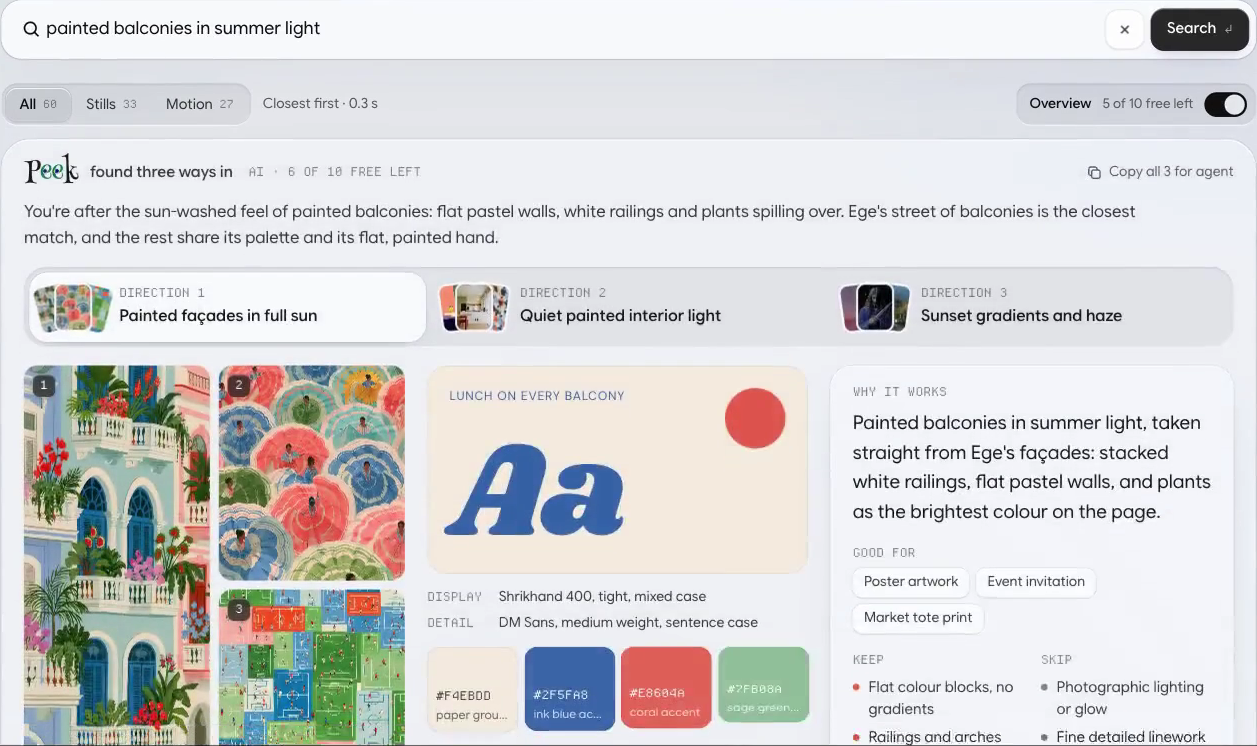 painted balconies in summer light
×
Search ↵
All 60
Stills 33
Motion 27
Closest first · 0.3 s
Overview 5 of 10 free left
Peek found three ways in AI · 6 OF 10 FREE LEFT
Copy all 3 for agent
You're after the sun-washed feel of painted balconies: flat pastel walls, white railings and plants spilling over. Ege's street of balconies is the closest
match, and the rest share its palette and its flat, painted hand.
DIRECTION 1
Painted façades in full sun
DIRECTION 2
Quiet painted interior light
DIRECTION 3
Sunset gradients and haze
1
2
3
LUNCH ON EVERY BALCONY
Aa
DISPLAY Shrikhand 400, tight, mixed case
DETAIL DM Sans, medium weight, sentence case
#F4EBDD
paper grou...
#2F5FA8
ink blue ac...
#E8604A
coral accent
#7FB08A
sage green...
WHY IT WORKS
Painted balconies in summer light, taken
straight from Ege's façades: stacked
white railings, flat pastel walls, and plants
as the brightest colour on the page.
GOOD FOR
Poster artwork
Event invitation
Market tote print
KEEP
Flat colour blocks, no
gradients
Railings and arches
SKIP
Photographic lighting
or glow
Fine detailed linework